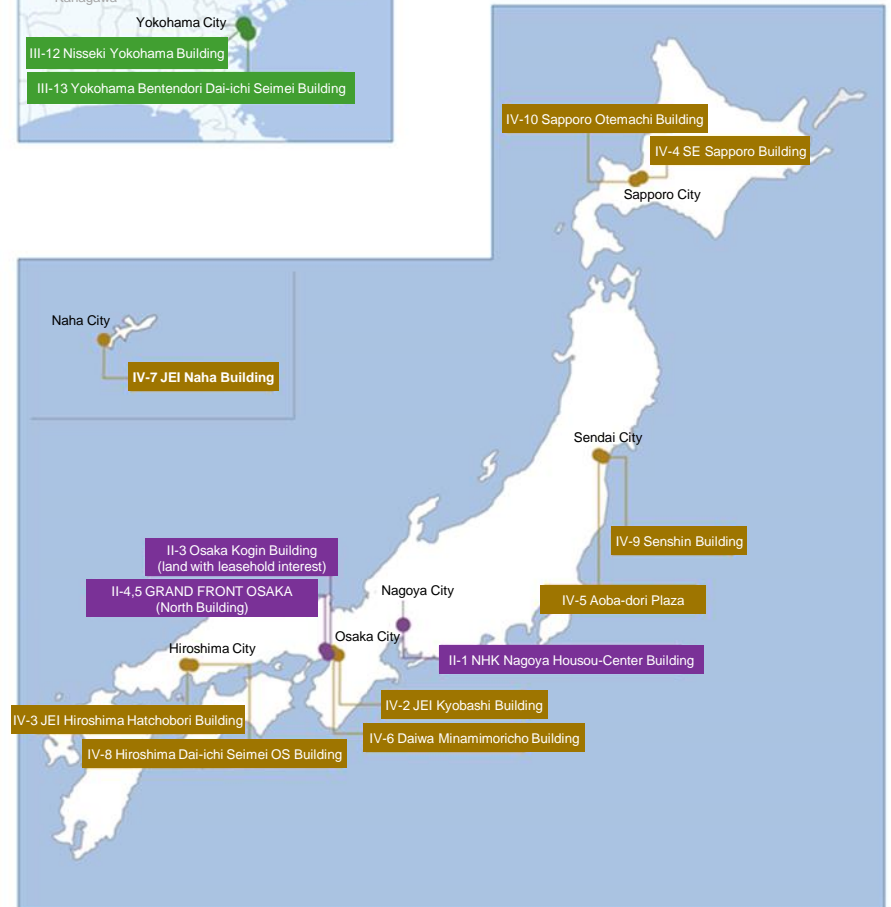 Kanagawa
Yokohama City
III-12 Nisseki Yokohama Building
III-13 Yokohama Bentendori Dai-ichi Seimei Building
IV-10 Sapporo Otemachi Building
IV-4 SE Sapporo Building
Sapporo City
Naha City
IV-7 JEI Naha Building
Sendai City
IV-9 Senshin Building
II-3 Osaka Kogin Building
(land with leasehold interest)
II-4,5 GRAND FRONT OSAKA
(North Building)
Nagoya City
IV-5 Aoba-dori Plaza
Osaka City
Hiroshima City
II-1 NHK Nagoya Housou-Center Building
IV-2 JEI Kyobashi Building
IV-3 JEI Hiroshima Hatchobori Building
IV-6 Daiwa Minamimoricho Building
IV-8 Hiroshima Dai-ichi Seimei OS Building